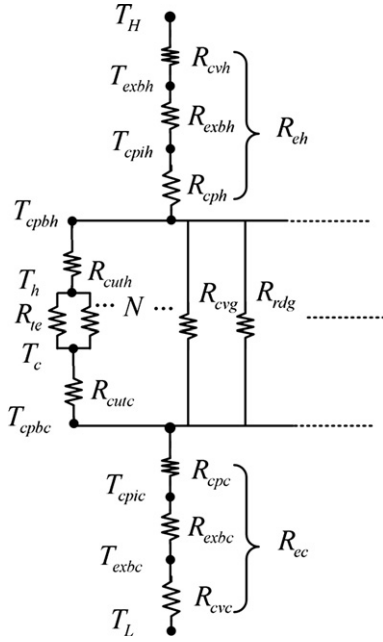 T_H
R_cvh
T_exbh
R_exbh
R_eh
T_cpih
R_cph
T_cpbh
R_cuth
T_h
R_te
... N ...
R_cvg
R_rdg
T_c
R_cutc
T_cpbc
R_cpc
T_cpic
R_exbc
R_ec
T_exbc
R_cvc
T_L